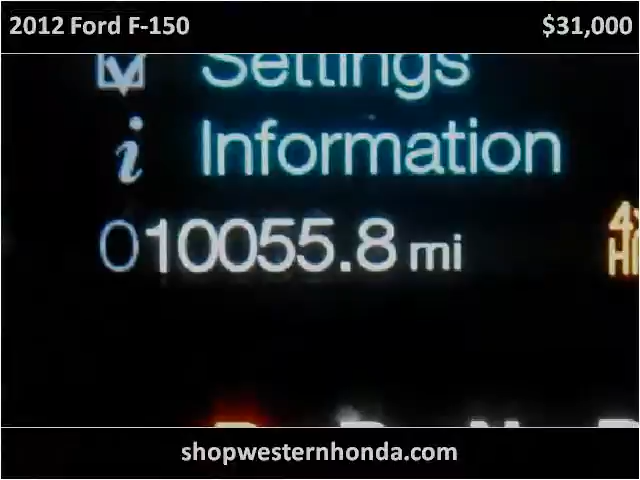 2012 Ford F-150 $31,000
Settings
i Information
010055.8 mi
shopwesternhonda.com